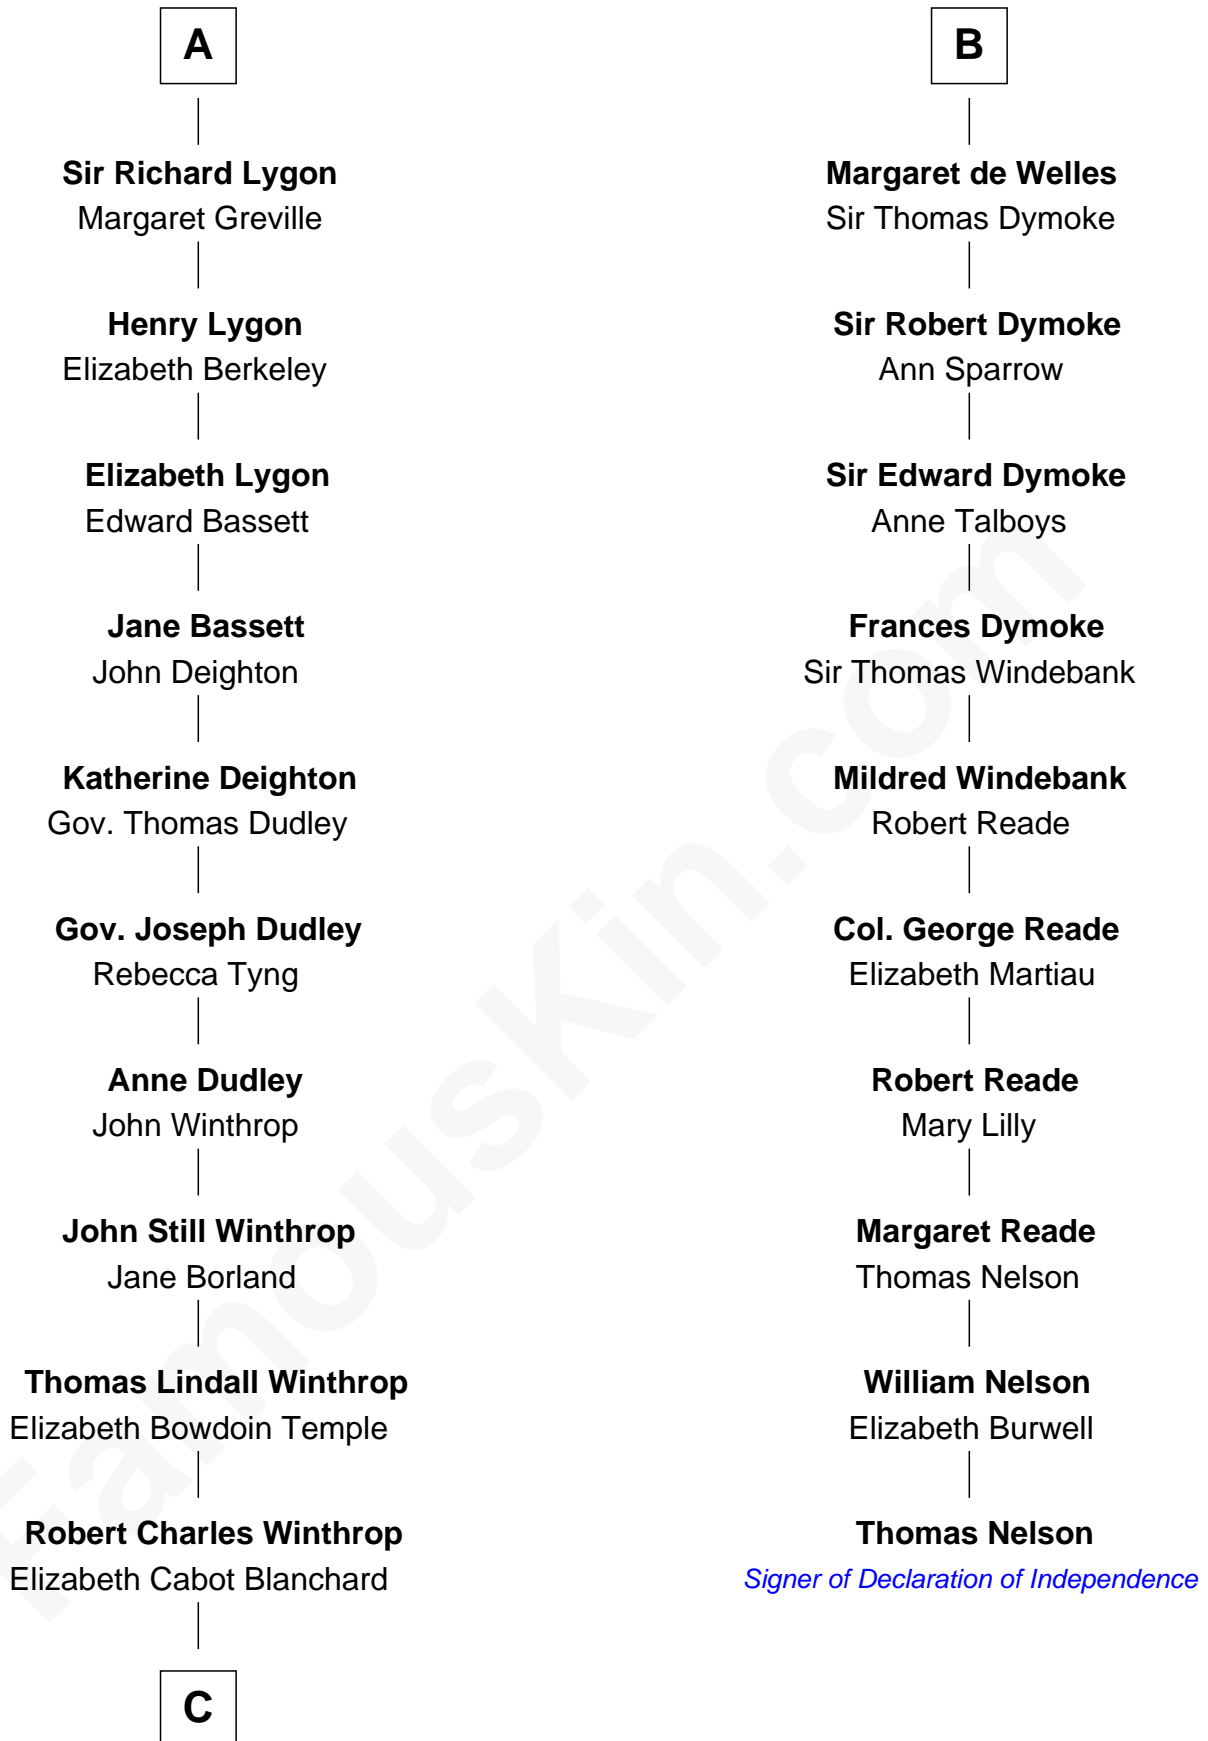 A
Sir Richard Lygon
Margaret Greville
Henry Lygon
Elizabeth Berkeley
Elizabeth Lygon
Edward Bassett
Jane Bassett
John Deighton
Katherine Deighton
Gov. Thomas Dudley
Gov. Joseph Dudley
Rebecca Tyng
Anne Dudley
John Winthrop
John Still Winthrop
Jane Borland
Thomas Lindall Winthrop
Elizabeth Bowdoin Temple
Robert Charles Winthrop
Elizabeth Cabot Blanchard
C
B
Margaret de Welles
Sir Thomas Dymoke
Sir Robert Dymoke
Ann Sparrow
Sir Edward Dymoke
Anne Talboys
Frances Dymoke
Sir Thomas Windebank
Mildred Windebank
Robert Reade
Col. George Reade
Elizabeth Martiau
Robert Reade
Mary Lilly
Margaret Reade
Thomas Nelson
William Nelson
Elizabeth Burwell
Thomas Nelson
Signer of Declaration of Independence
FamousKin.com